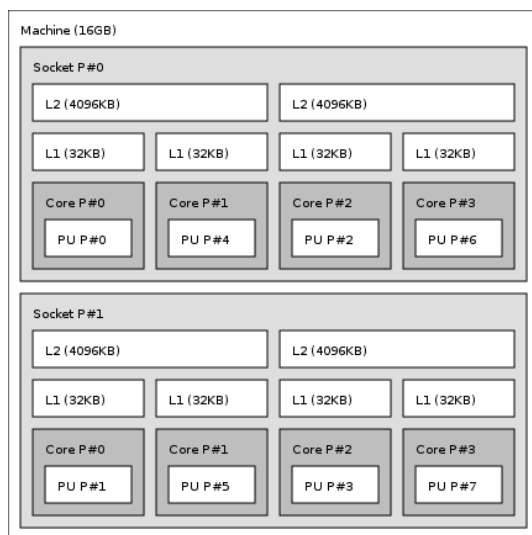 Machine (16GB)
Socket P#0
L2 (4096KB) L2 (4096KB)
L1 (32KB) L1 (32KB) L1 (32KB) L1 (32KB)
Core P#0 Core P#1 Core P#2 Core P#3
PU P#0 PU P#4 PU P#2 PU P#6
Socket P#1
L2 (4096KB) L2 (4096KB)
L1 (32KB) L1 (32KB) L1 (32KB) L1 (32KB)
Core P#0 Core P#1 Core P#2 Core P#3
PU P#1 PU P#5 PU P#3 PU P#7